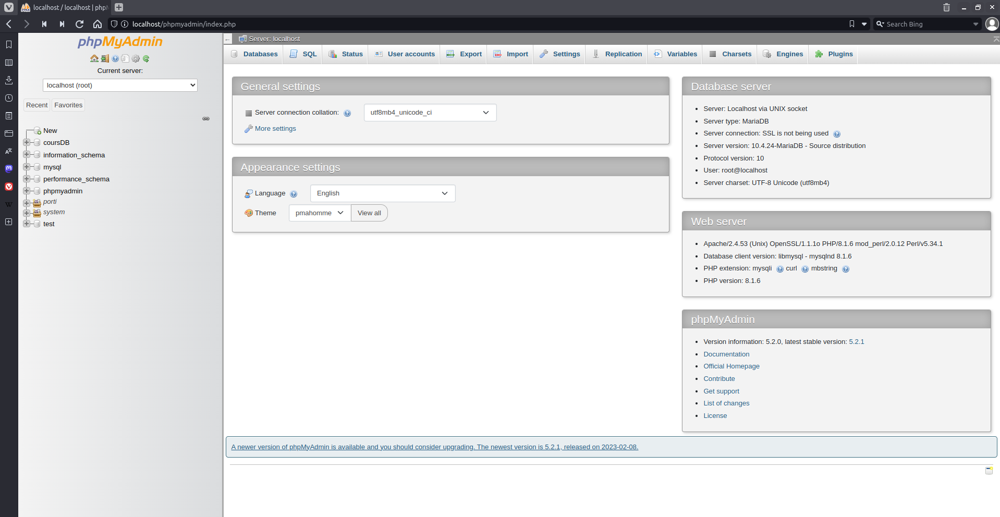 localhost / localhost | php
localhost/phpmyadmin/index.php
Search Bing
phpMyAdmin
Current server:
localhost (root)
Recent
Favorites
New
coursDB
information_schema
mysql
performance_schema
phpmyadmin
porti
system
test
Server: localhost
Databases
SQL
Status
User accounts
Export
Import
Settings
Replication
Variables
Charsets
Engines
Plugins
General settings
Server connection collation:
utf8mb4_unicode_ci
More settings
Appearance settings
Language
English
Theme
pmahomme
View all
Database server
Server: Localhost via UNIX socket
Server type: MariaDB
Server connection: SSL is not being used
Server version: 10.4.24-MariaDB - Source distribution
Protocol version: 10
User: root@localhost
Server charset: UTF-8 Unicode (utf8mb4)
Web server
Apache/2.4.53 (Unix) OpenSSL/1.1.1o PHP/8.1.6 mod_perl/2.0.12 Perl/v5.34.1
Database client version: libmysql - mysqlnd 8.1.6
PHP extension: mysqli curl mbstring
PHP version: 8.1.6
phpMyAdmin
Version information: 5.2.0, latest stable version: 5.2.1
Documentation
Official Homepage
Contribute
Get support
List of changes
License
A newer version of phpMyAdmin is available and you should consider upgrading. The newest version is 5.2.1, released on 2023-02-08.